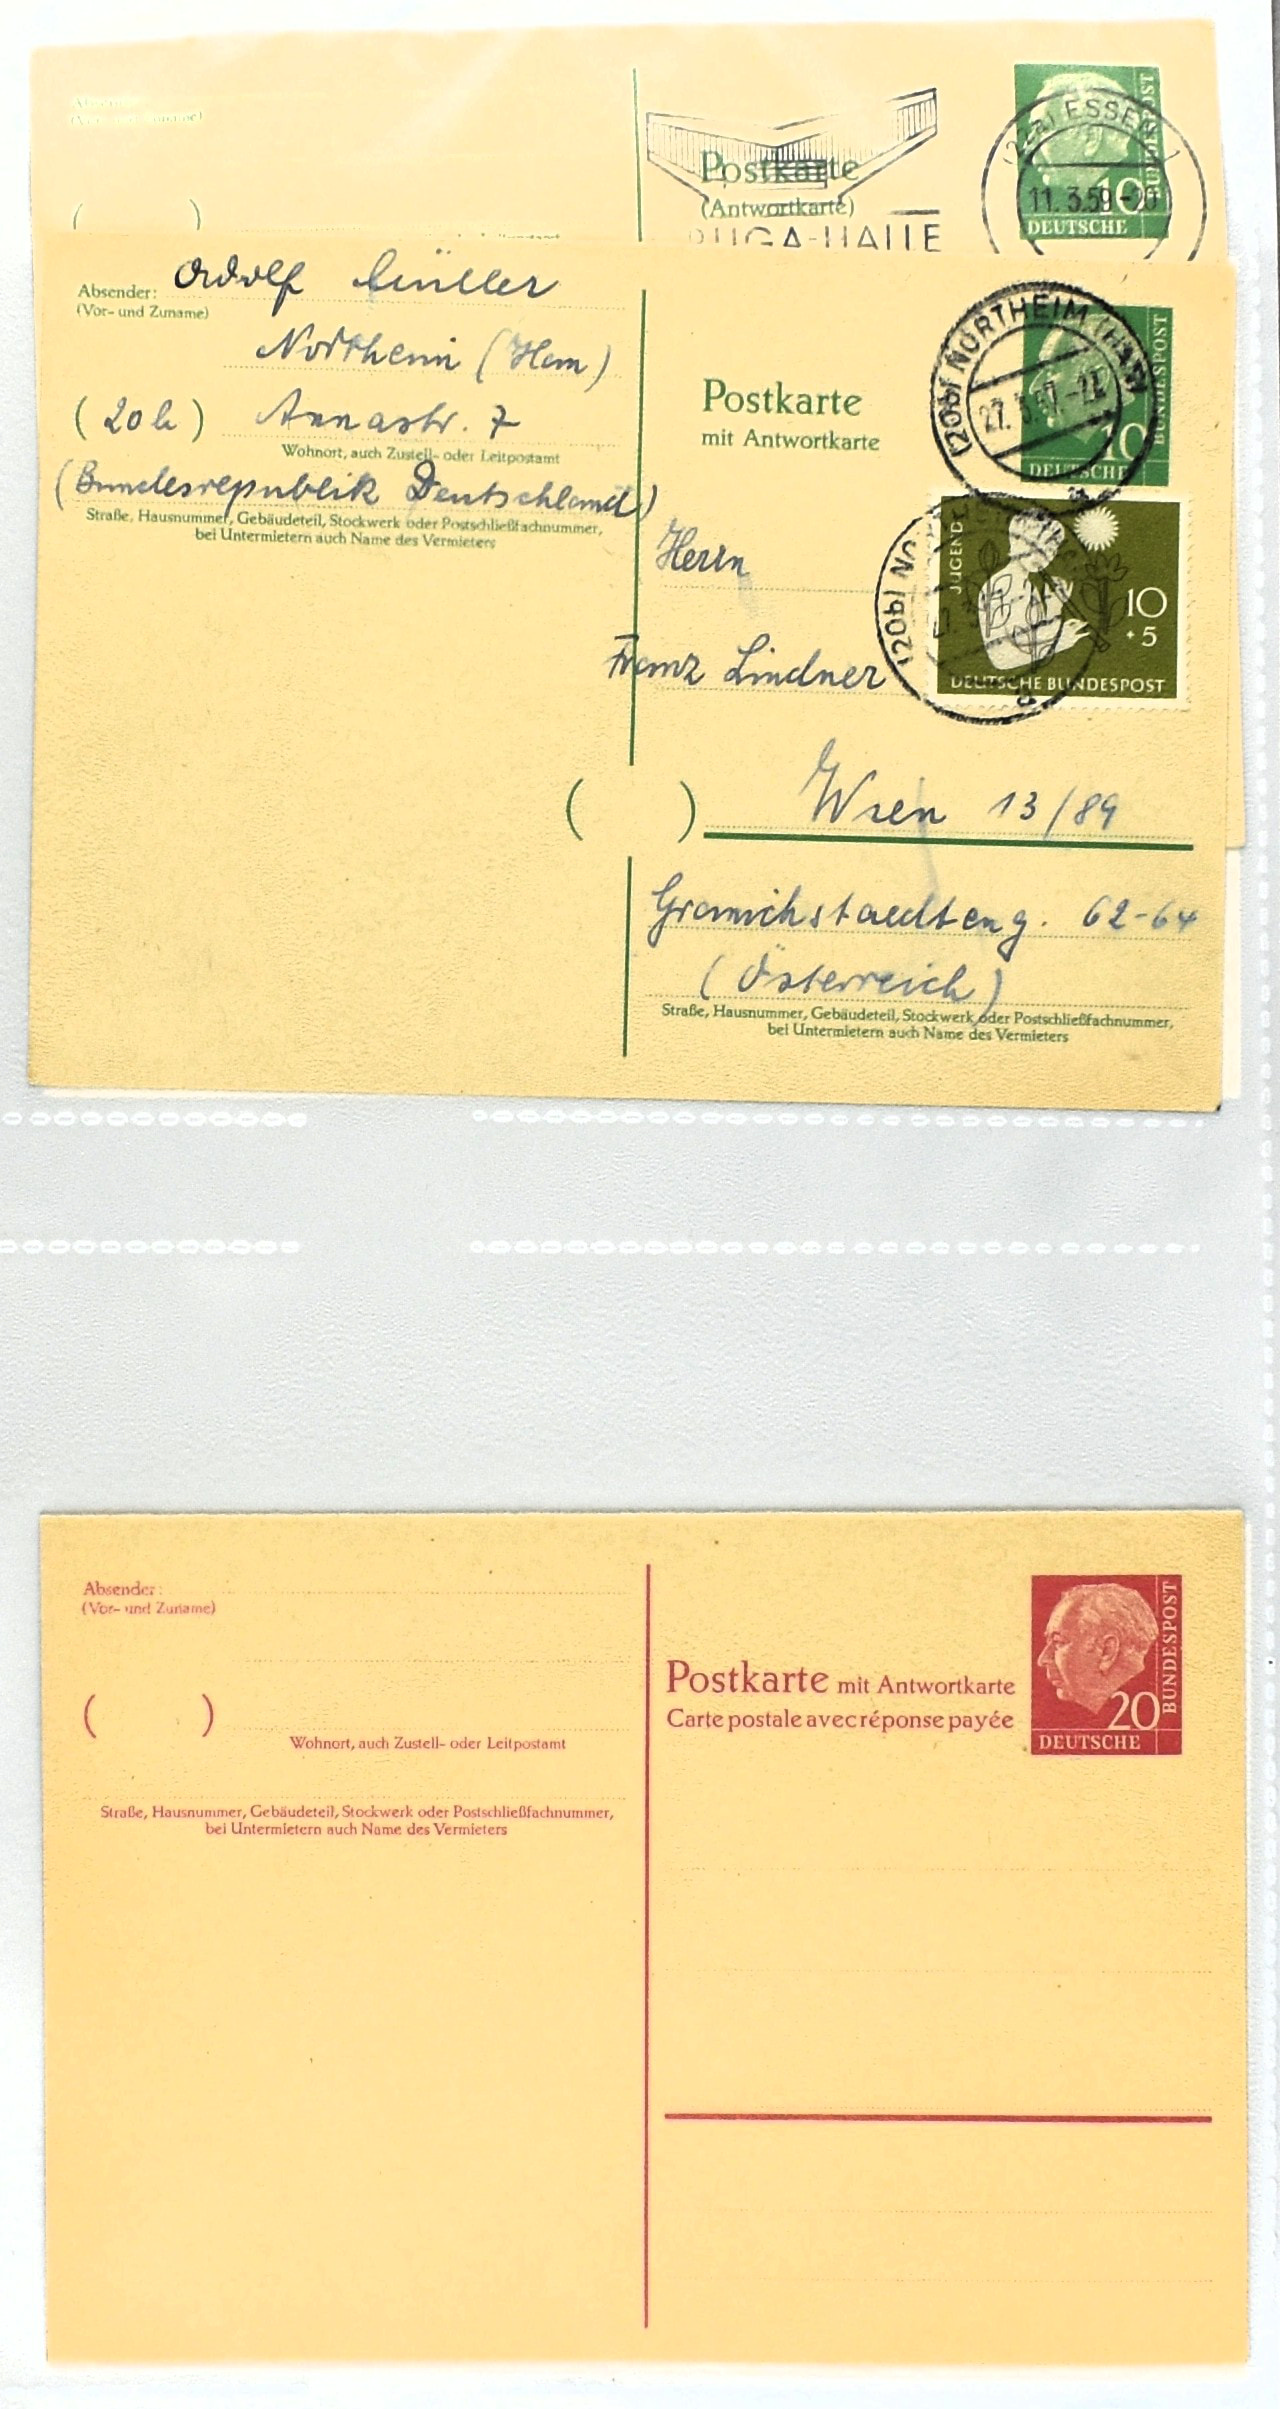 Postkarte
(Antwortkarte)
ESSEN
11.3.59-20
10
DEUTSCHE
BUNDESPOST
( )
Absender: Adolf Müller
(Vor- und Zuname)
Northeim (Han)
(20b) Annastr. 7
Wohnort, auch Zustell- oder Leitpostamt
(Bundesrepublik Deutschland)
Straße, Hausnummer, Gebäudeteil, Stockwerk oder Postschließfachnummer,
bei Untermietern auch Name des Vermieters
Postkarte
mit Antwortkarte
(20b) NORTHEIM (HAN)
10
DEUTSCHE
BUNDESPOST
JUGEND
10
+5
DEUTSCHE BUNDESPOST
Herrn
Franz Lindner
( ) Wien 13/89
62-64
(Österreich)
Straße, Hausnummer, Gebäudeteil, Stockwerk oder Postschließfachnummer,
bei Untermietern auch Name des Vermieters
Absender:
(Vor- und Zuname)
( )
Wohnort, auch Zustell- oder Leitpostamt
Straße, Hausnummer, Gebäudeteil, Stockwerk oder Postschließfachnummer,
bei Untermietern auch Name des Vermieters
Postkarte mit Antwortkarte
Carte postale avec réponse payée
20
DEUTSCHE
BUNDESPOST